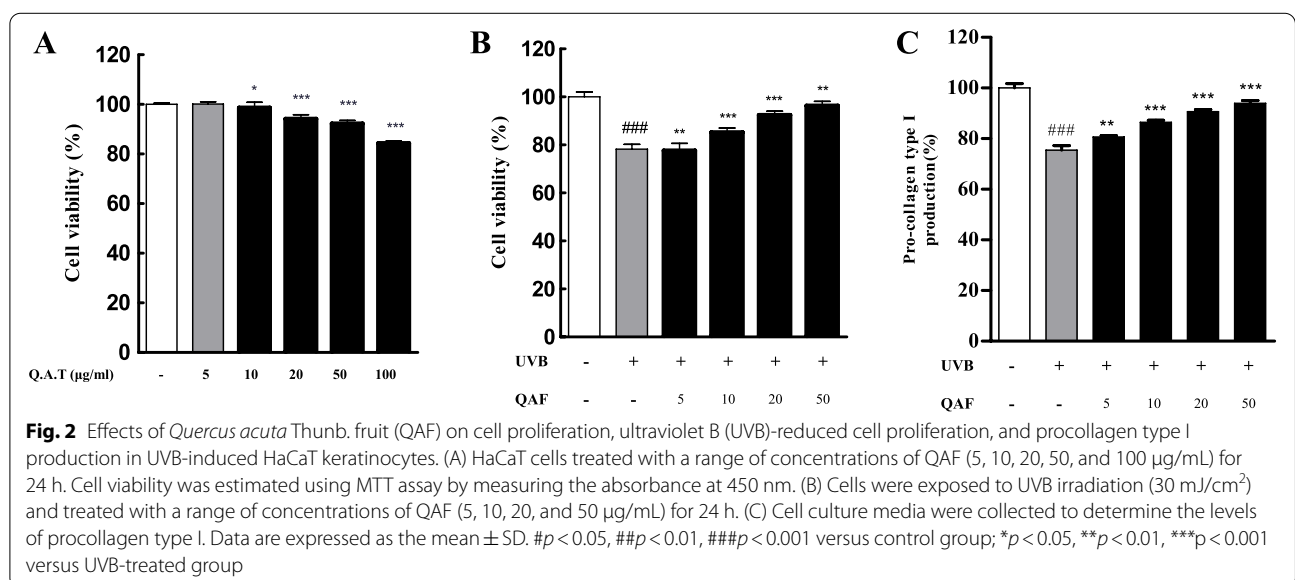 A
B
C
Cell viability (%)
120
100
80
60
40
20
0
* *** *** ***
Q.A.T (µg/ml) - 5 10 20 50 100
Cell viability (%)
120
100
80
60
40
20
0
### ** *** *** **
UVB - + + + + +
QAF - - 5 10 20 50
Pro-collagen type I
production(%)
120
100
80
60
40
20
0
### ** *** *** ***
UVB - + + + + +
QAF - - 5 10 20 50
Fig. 2 Effects of Quercus acuta Thunb. fruit (QAF) on cell proliferation, ultraviolet B (UVB)-reduced cell proliferation, and procollagen type I
production in UVB-induced HaCaT keratinocytes. (A) HaCaT cells treated with a range of concentrations of QAF (5, 10, 20, 50, and 100 µg/mL) for
24 h. Cell viability was estimated using MTT assay by measuring the absorbance at 450 nm. (B) Cells were exposed to UVB irradiation (30 mJ/cm²)
and treated with a range of concentrations of QAF (5, 10, 20, and 50 µg/mL) for 24 h. (C) Cell culture media were collected to determine the levels
of procollagen type I. Data are expressed as the mean ± SD. #p < 0.05, ##p < 0.01, ###p < 0.001 versus control group; *p < 0.05, **p < 0.01, ***p < 0.001
versus UVB-treated group